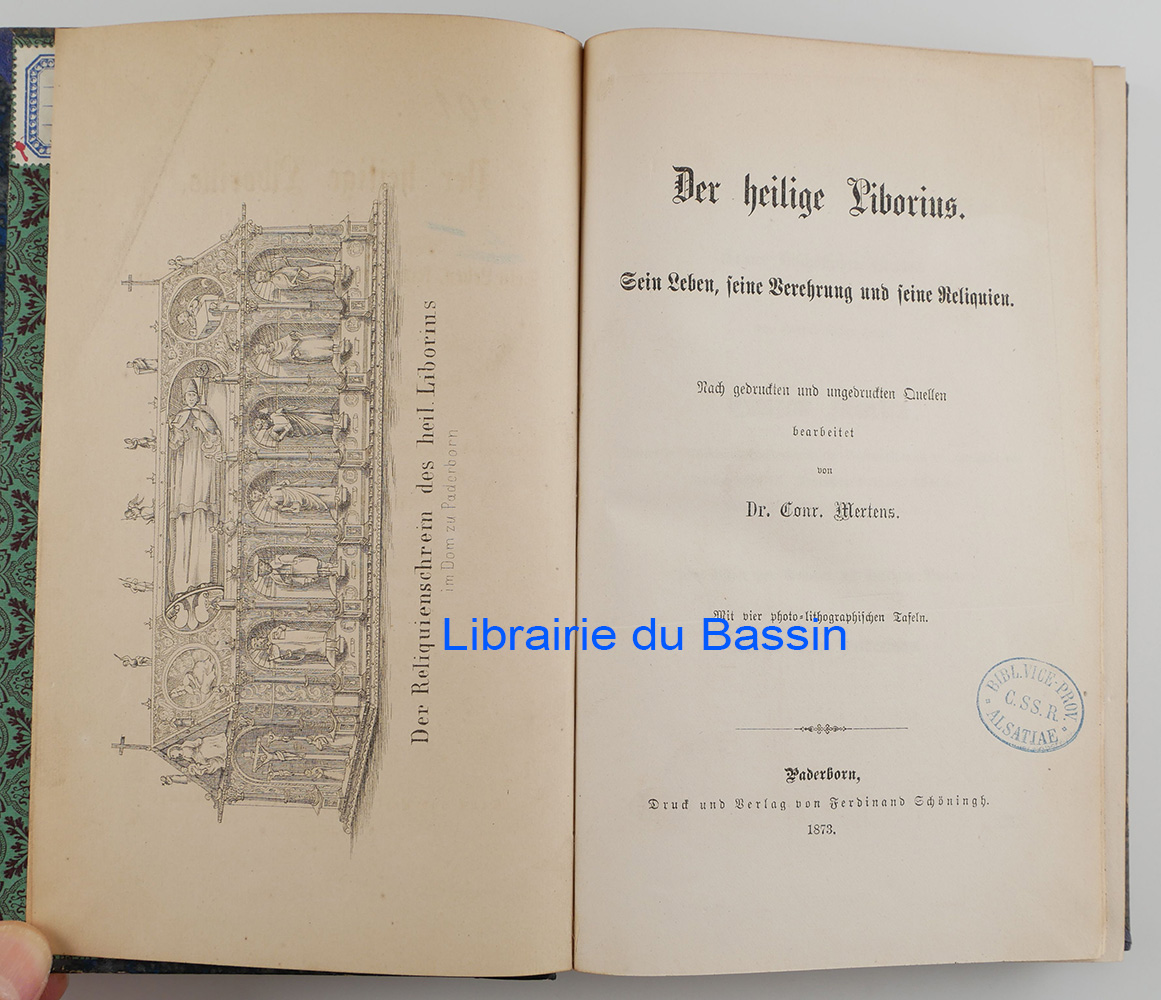 Der Reliquienschrein des heil. Liborius
im Dom zu Paderborn
Der heilige Liborius.
Sein Leben, seine Verehrung und seine Reliquien.
Nach gedruckten und ungedruckten Quellen
bearbeitet
von
Dr. Conr. Mertens.
Mit vier photo-lithographischen Tafeln.
Librairie du Bassin
BIBL. VICE-PROV.
C. SS. R.
ALSATIAE
Paderborn,
Druck und Verlag von Ferdinand Schöningh.
1873.